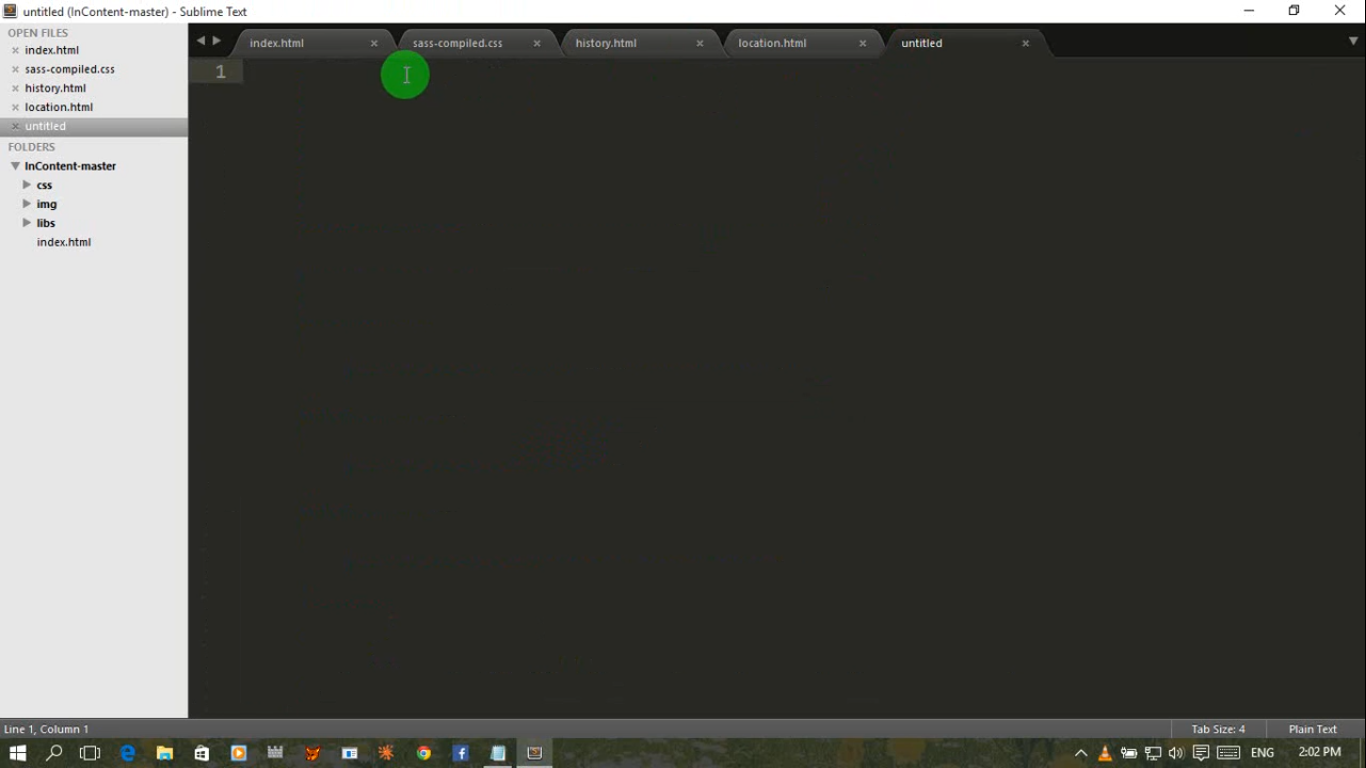 untitled (InContent-master) - Sublime Text
OPEN FILES
index.html
sass-compiled.css
history.html
location.html
untitled
FOLDERS
InContent-master
css
img
libs
index.html
index.html sass-compiled.css history.html location.html untitled
1
Line 1, Column 1 Tab Size: 4 Plain Text
ENG 2:02 PM